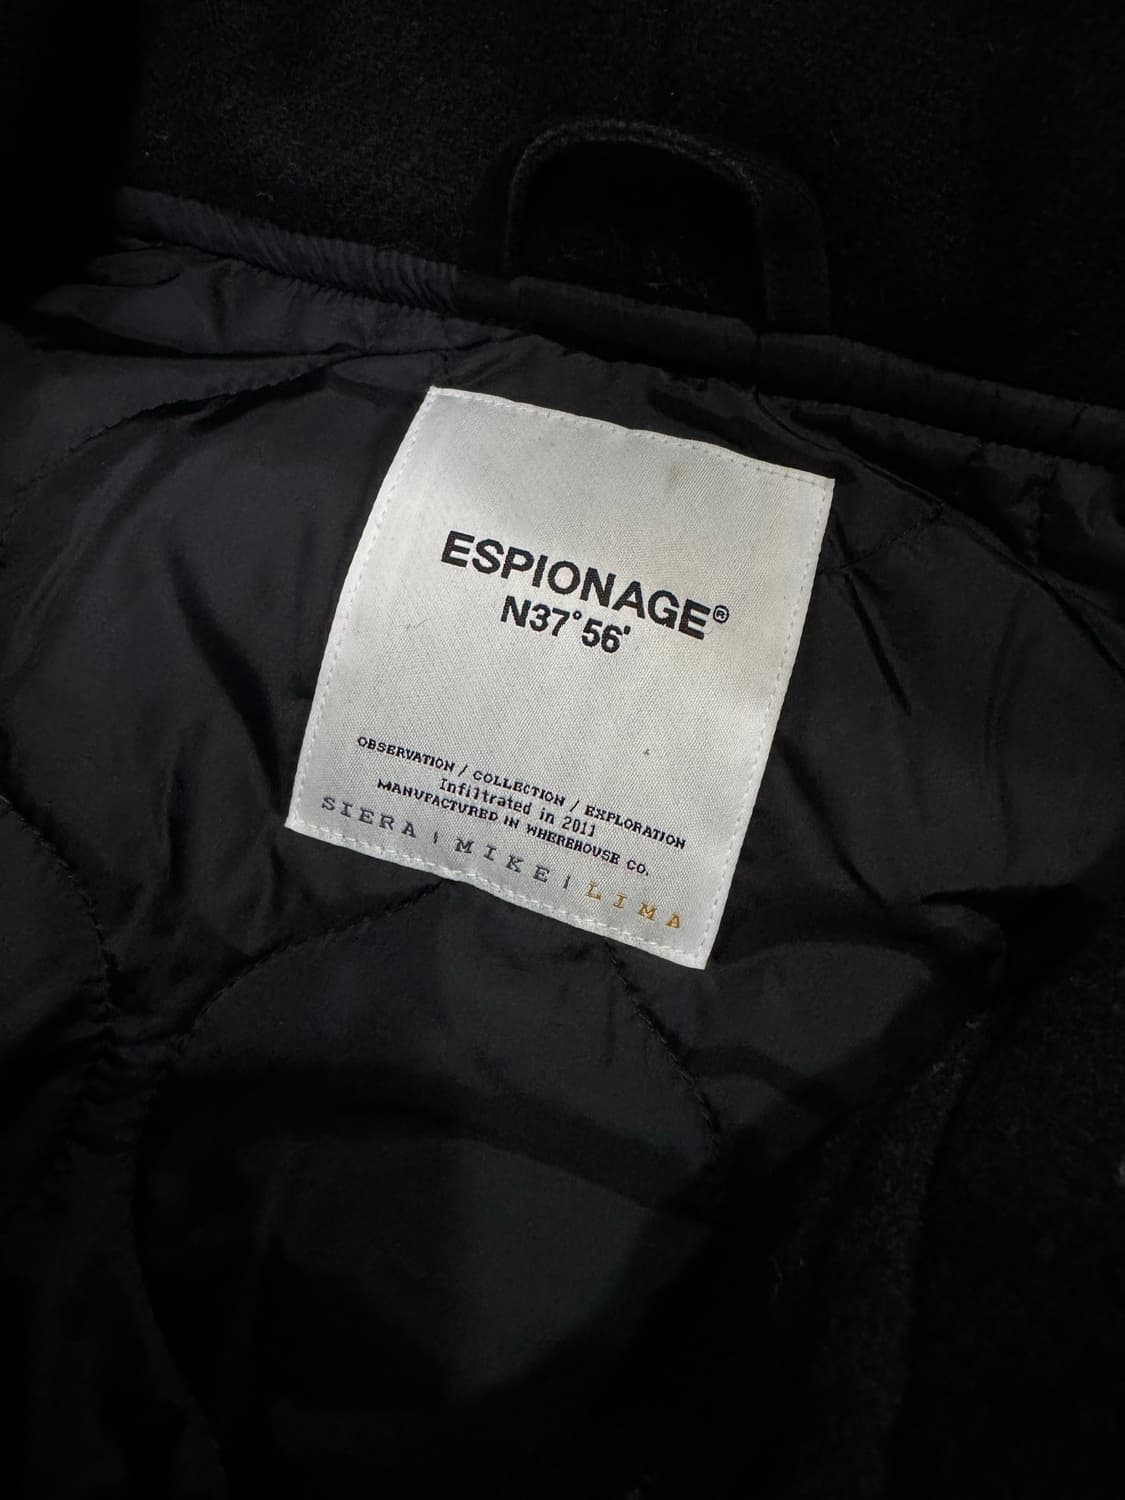 ESPIONAGE®
N37°56'
OBSERVATION / COLLECTION / EXPLORATION
Infiltrated in 2011
MANUFACTURED IN WHEREHOUSE CO.
SIERA | MIKE | LIMA